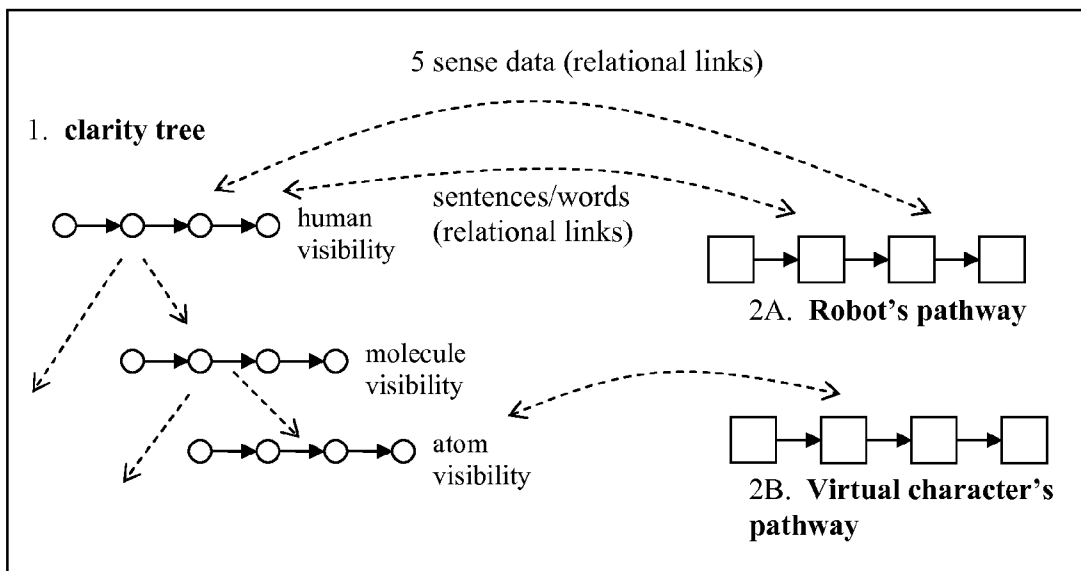 5 sense data (relational links)
1. clarity tree
sentences/words
(relational links)
human
visibility
2A. Robot's pathway
molecule
visibility
atom
visibility
2B. Virtual character's
pathway